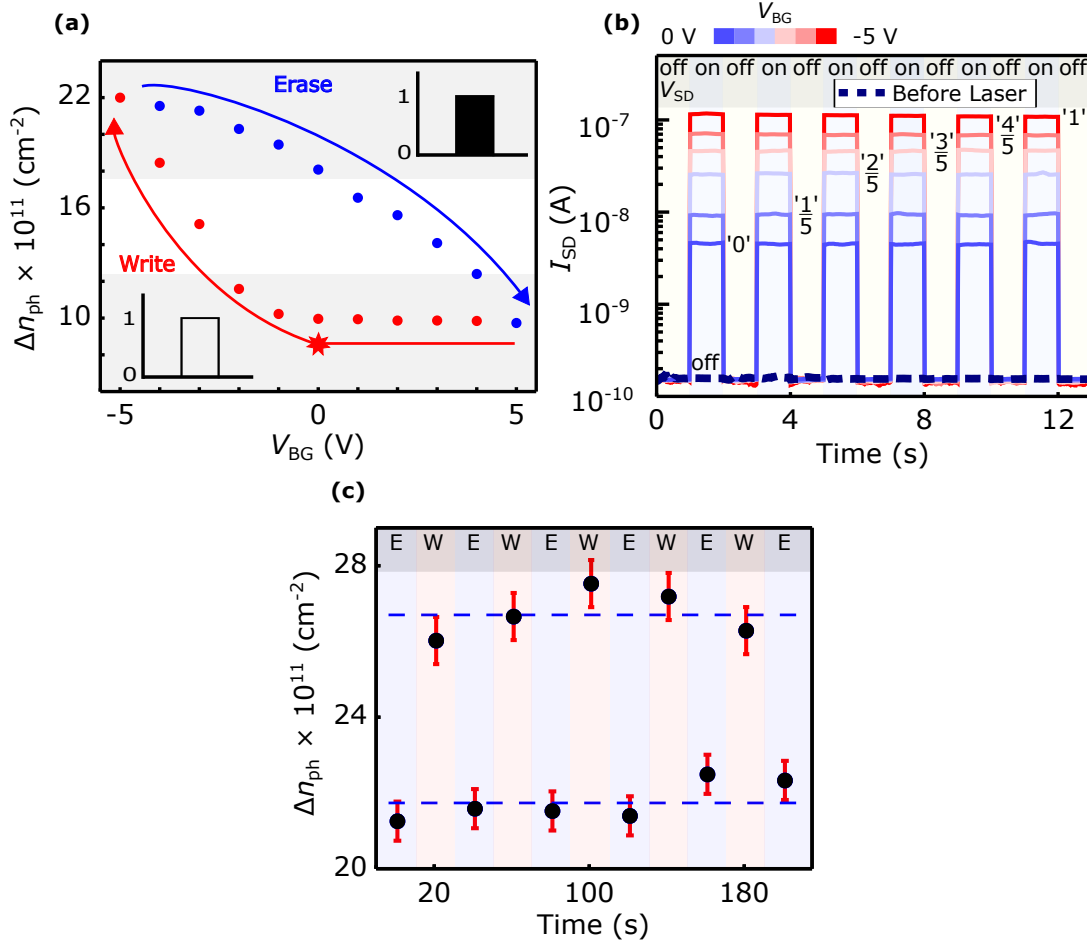 (a)
Erase
Write
1
0
1
0
22
16
10
Δn_ph × 10^11 (cm^-2)
-5
0
5
V_BG (V)
(b)
V_BG
0 V
-5 V
off on off on off on off on off on off on off
V_SD
Before Laser
'0'
'1/5'
'2/5'
'3/5'
'4/5'
'1'
off
10^-7
10^-8
10^-9
10^-10
I_SD (A)
0
4
8
12
Time (s)
(c)
E W E W E W E W E W E
28
24
20
Δn_ph × 10^11 (cm^-2)
20
100
180
Time (s)